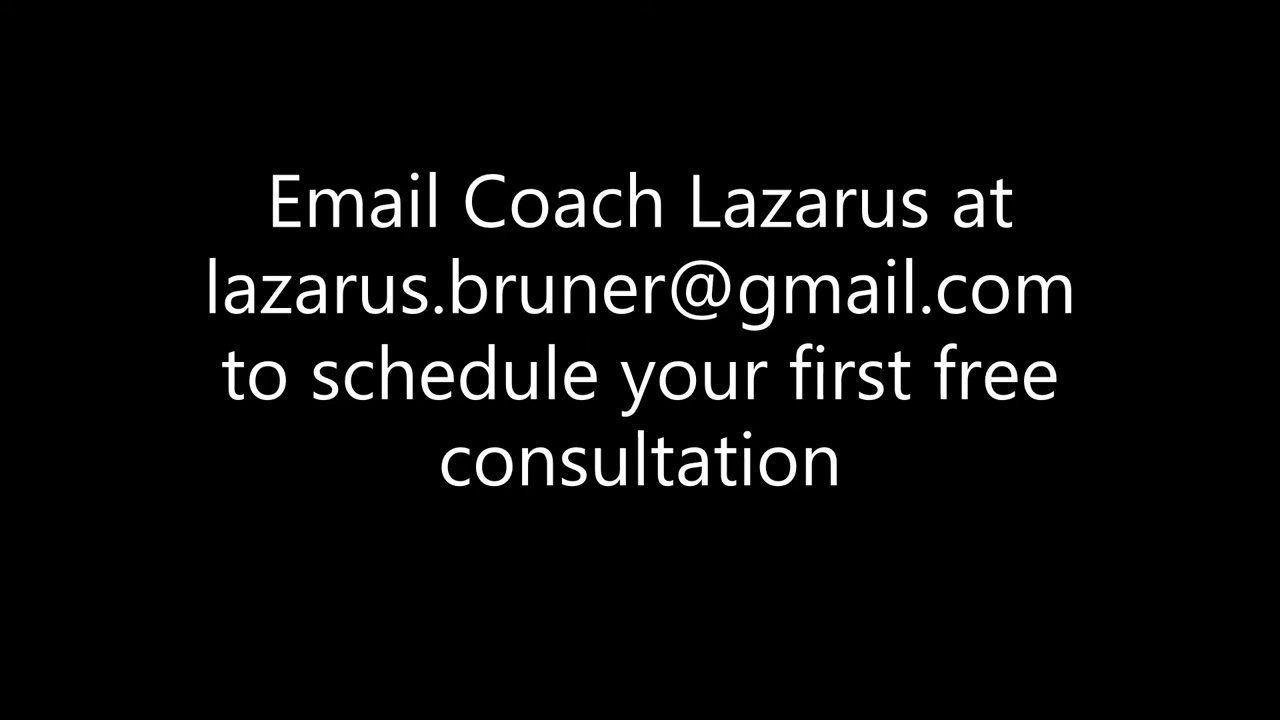 Email Coach Lazarus at
lazarus.bruner@gmail.com
to schedule your first free
consultation